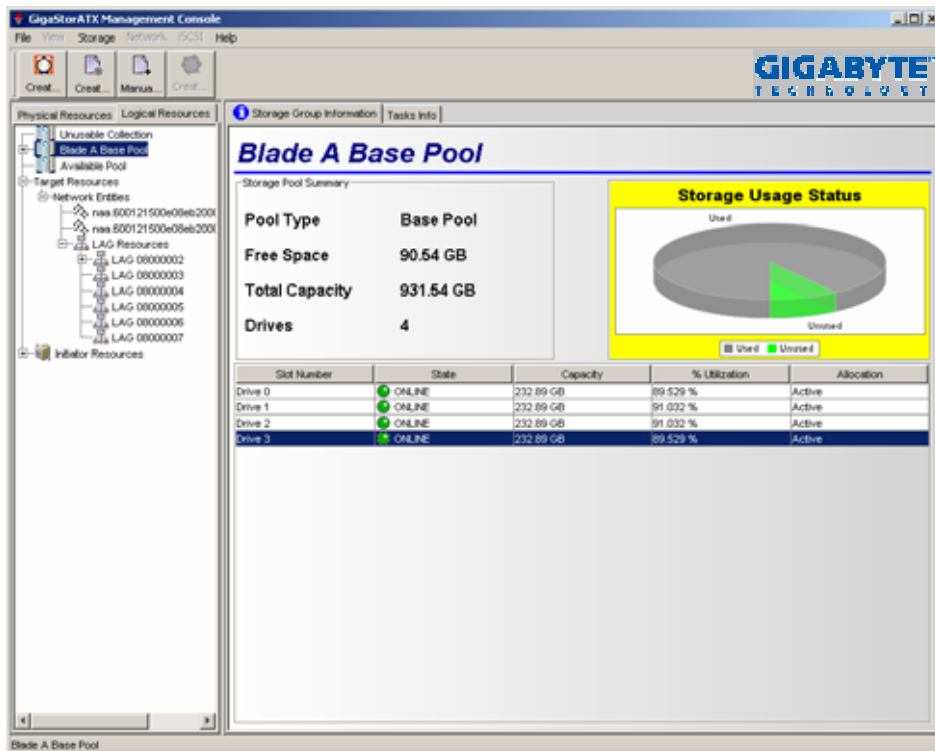 GigaStorATX Management Console
File View Storage Network iSCSI Help
Creat... Creat... Manua... Creat...
GIGABYTE
TECHNOLOGY
Physical Resources Logical Resources
Unusable Collection
Blade A Base Pool
Available Pool
Target Resources
Network Entities
naa.600121500e08eb200
naa.600121500e08eb200
LAG Resources
LAG 08000002
LAG 08000003
LAG 08000004
LAG 08000005
LAG 08000006
LAG 08000007
Initiator Resources
Storage Group Information Tasks Info
Blade A Base Pool
Storage Pool Summary
Pool Type Base Pool
Free Space 90.54 GB
Total Capacity 931.54 GB
Drives 4
Storage Usage Status
Used
Unused
Used Unused
Slot Number State Capacity % Utilization Allocation
Drive 0 ONLINE 232.89 GB 89.529 % Active
Drive 1 ONLINE 232.89 GB 91.032 % Active
Drive 2 ONLINE 232.89 GB 91.032 % Active
Drive 3 ONLINE 232.89 GB 89.529 % Active
Blade A Base Pool